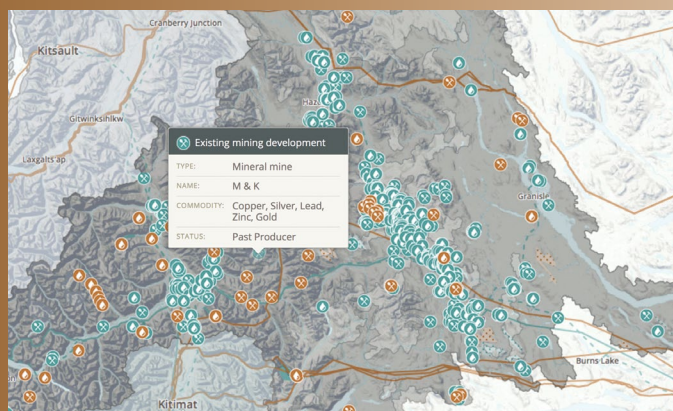 Cranberry Junction
Kitsault
Gitwinksihlkw
Laxgalts ap
Existing mining development
TYPE: Mineral mine
NAME: M & K
COMMODITY: Copper, Silver, Lead,
Zinc, Gold
STATUS: Past Producer
Granisle
Burns Lake
Kitimat